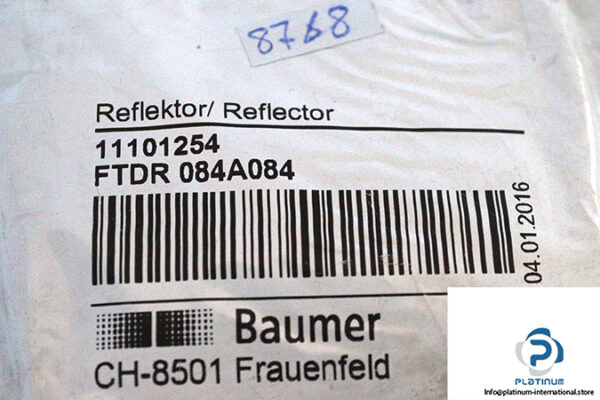 8768
Reflektor/ Reflector
11101254
FTDR 084A084
04.01.2016
Baumer
CH-8501 Frauenfeld
PLATINUM
Info@platinum-international.store